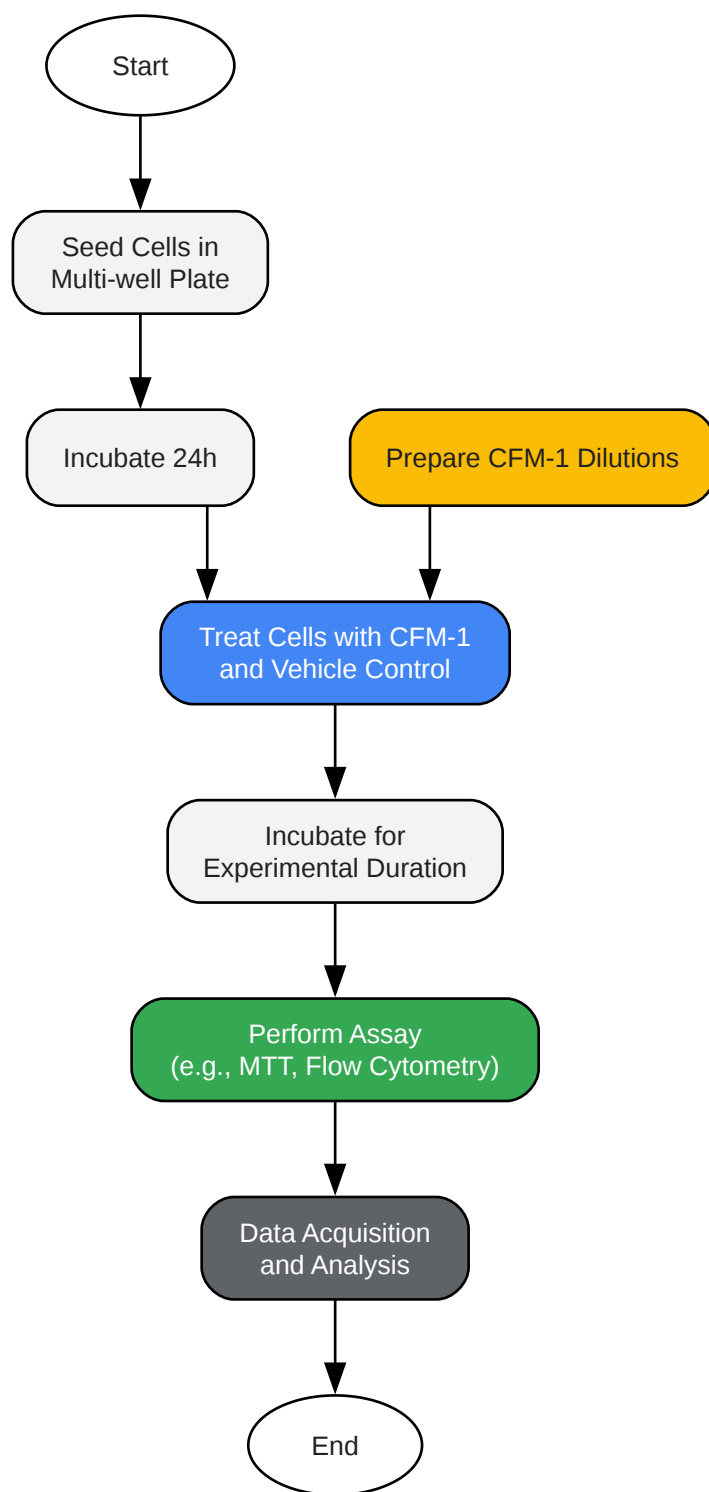 Start
Seed Cells in
Multi-well Plate
Incubate 24h
Prepare CFM-1 Dilutions
Treat Cells with CFM-1
and Vehicle Control
Incubate for
Experimental Duration
Perform Assay
(e.g., MTT, Flow Cytometry)
Data Acquisition
and Analysis
End